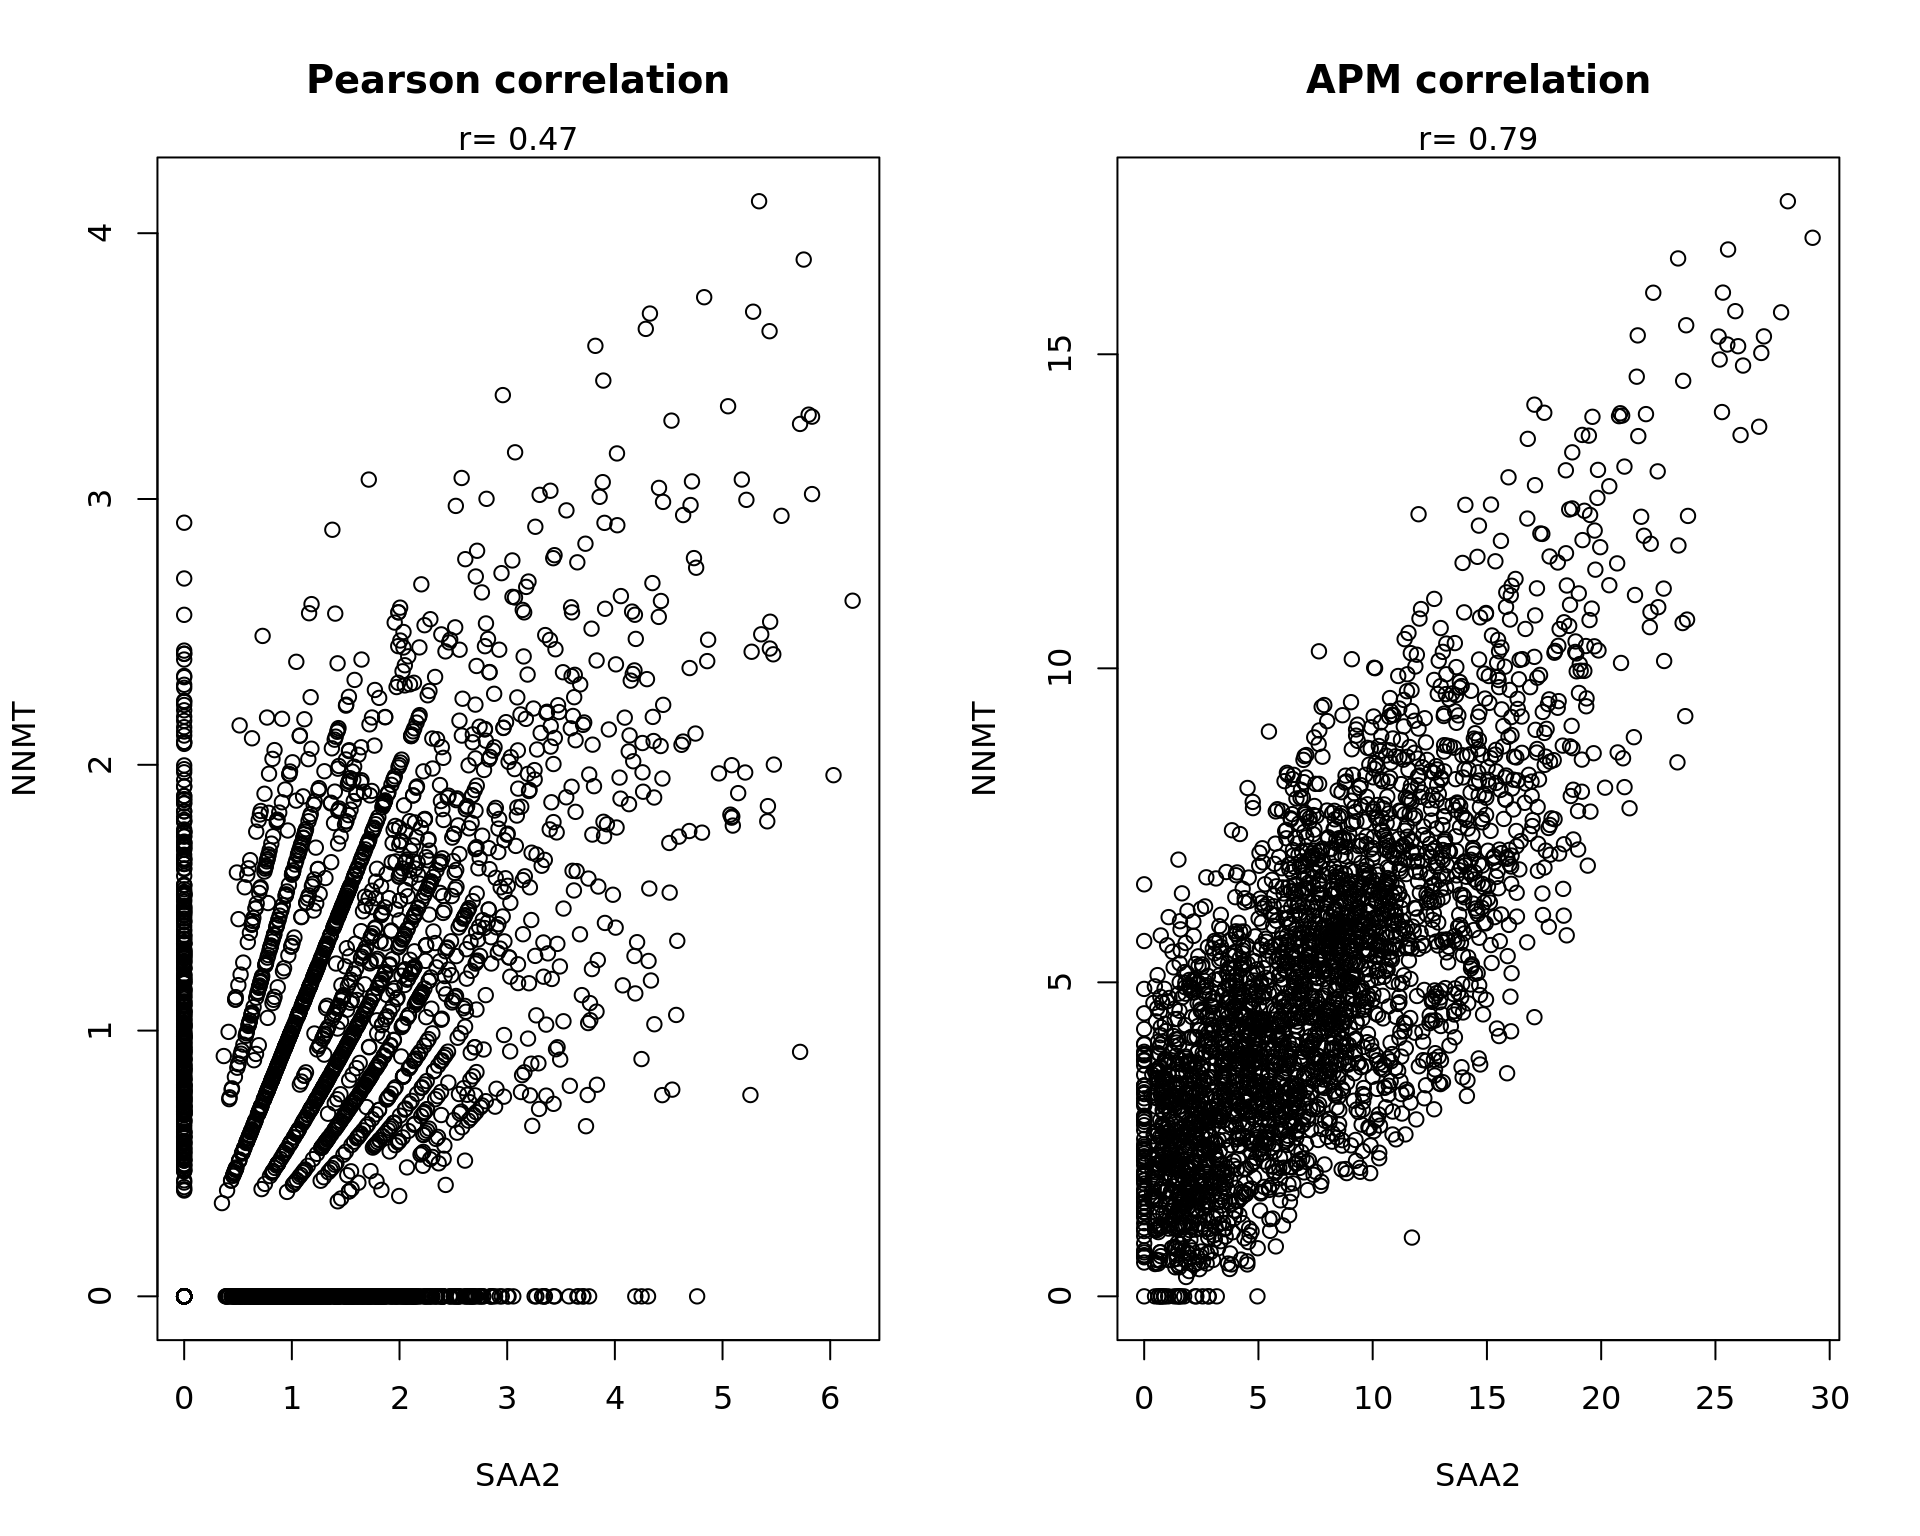 Pearson correlation
r= 0.47
NNMT
4
3
2
1
0
0 1 2 3 4 5 6
SAA2
APM correlation
r= 0.79
NNMT
15
10
5
0
0 5 10 15 20 25 30
SAA2